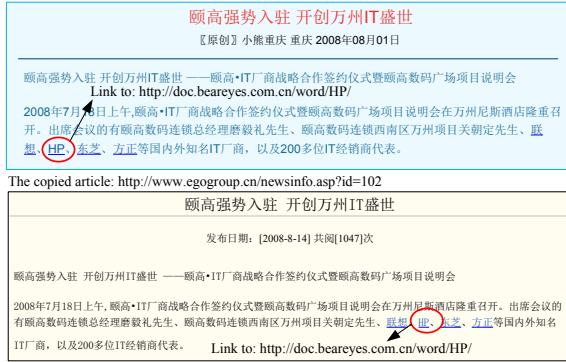 颐高强势入驻 开创万州IT盛世
〖原创〗小熊重庆 重庆 2008年08月01日
颐高强势入驻 开创万州IT盛世 ——颐高•IT厂商战略合作签约仪式暨颐高数码广场项目说明会
Link to: http://doc.beareyes.com.cn/word/HP/
2008年7月18日上午,颐高•IT厂商战略合作签约仪式暨颐高数码广场项目说明会在万州尼斯酒店隆重召
开。出席会议的有颐高数码连锁总经理磨毅礼先生、颐高数码连锁西南区万州项目关朝定先生、联
想、HP、东芝、方正等国内外知名IT厂商，以及200多位IT经销商代表。
The copied article: http://www.egogroup.cn/newsinfo.asp?id=102
颐高强势入驻 开创万州IT盛世
发布日期：[2008-8-14] 共阅[1047]次
颐高强势入驻 开创万州IT盛世 ——颐高•IT厂商战略合作签约仪式暨颐高数码广场项目说明会
2008年7月18日上午,颐高•IT厂商战略合作签约仪式暨颐高数码广场项目说明会在万州尼斯酒店隆重召开。出席会议的
有颐高数码连锁总经理磨毅礼先生、颐高数码连锁西南区万州项目关朝定先生、联想、HP、东芝、方正等国内外知名
IT厂商，以及200多位IT经销商代表。
Link to: http://doc.beareyes.com.cn/word/HP/